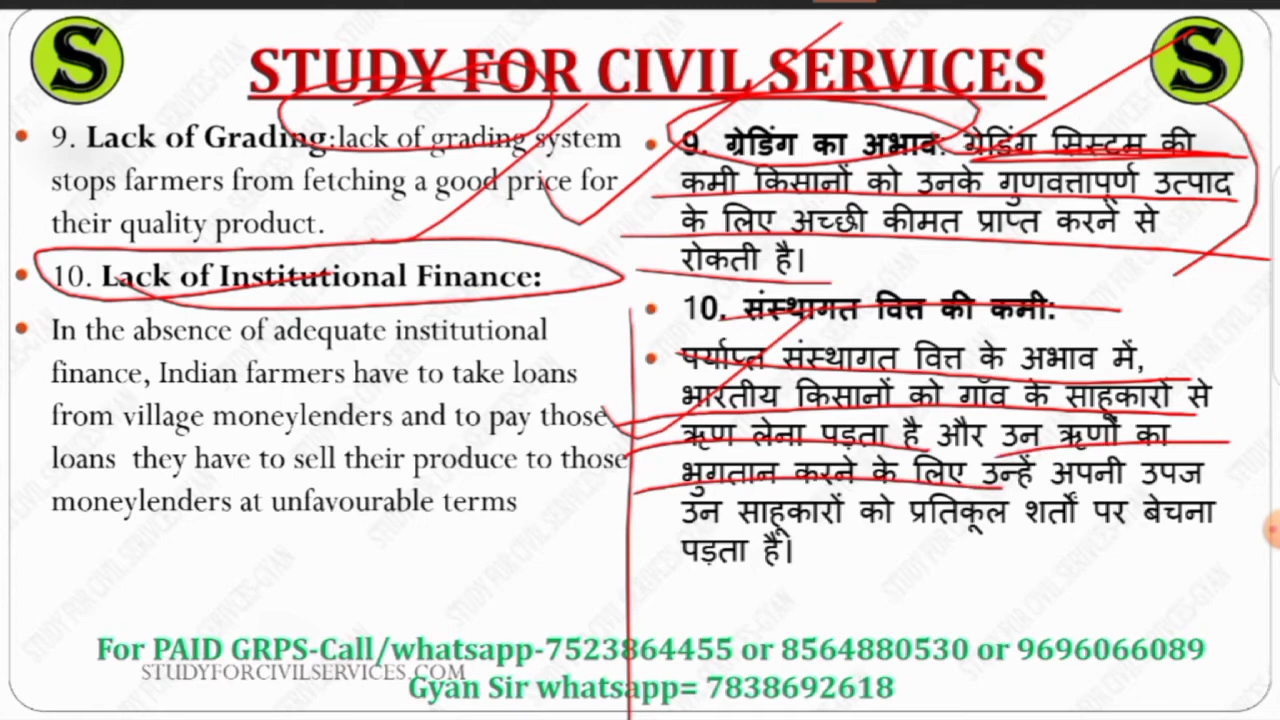 S
STUDY FOR CIVIL SERVICES
S
9. Lack of Grading:lack of grading system
stops farmers from fetching a good price for
their quality product.
10. Lack of Institutional Finance:
In the absence of adequate institutional
finance, Indian farmers have to take loans
from village moneylenders and to pay those
loans they have to sell their produce to those
moneylenders at unfavourable terms
9. ग्रेडिंग का अभाव: ग्रेडिंग सिस्टम की
कमी किसानों को उनके गुणवत्तापूर्ण उत्पाद
के लिए अच्छी कीमत प्राप्त करने से
रोकती है।
10. संस्थागत वित्त की कमी:
पर्याप्त संस्थागत वित्त के अभाव में,
भारतीय किसानों को गाँव के साहूकारों से
ऋण लेना पड़ता है और उन ऋणों का
भुगतान करने के लिए उन्हें अपनी उपज
उन साहूकारों को प्रतिकूल शर्तों पर बेचना
पड़ता है।
For PAID GRPS-Call/whatsapp-7523864455 or 8564880530 or 9696066089
STUDYFORCIVILSERVICES.COM
Gyan Sir whatsapp= 7838692618